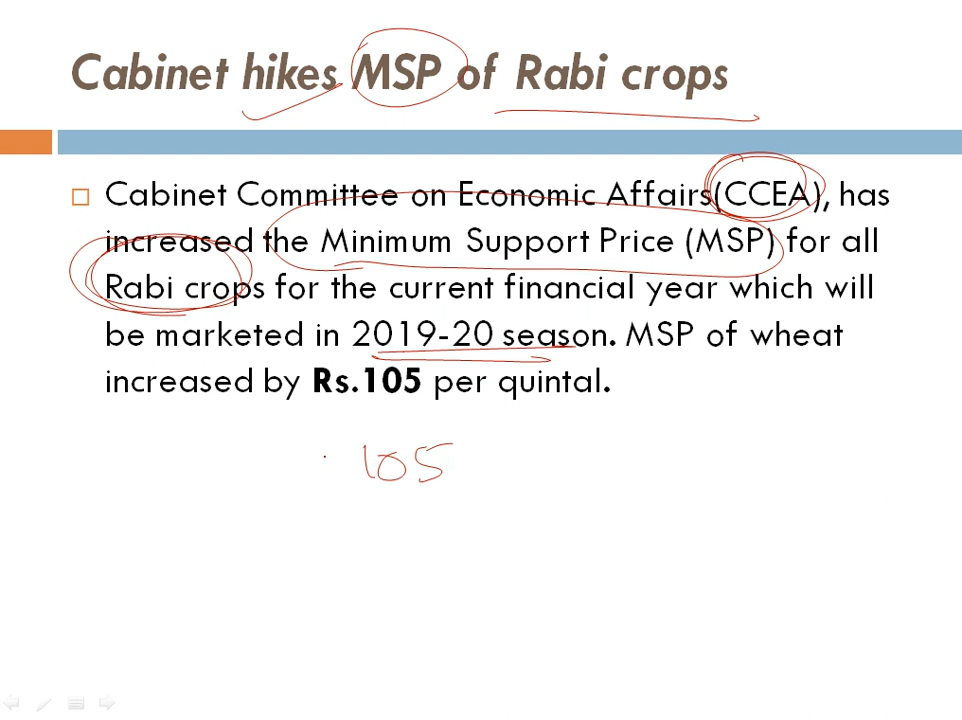 Cabinet hikes MSP of Rabi crops
Cabinet Committee on Economic Affairs(CCEA), has
increased the Minimum Support Price (MSP) for all
Rabi crops for the current financial year which will
be marketed in 2019-20 season. MSP of wheat
increased by Rs.105 per quintal.
105